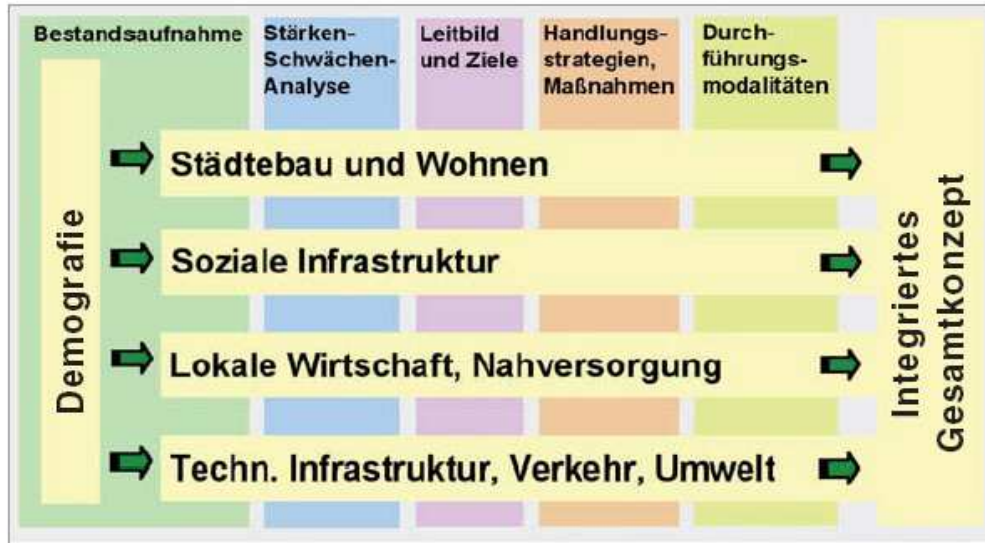 Bestandsaufnahme
Stärken-
Schwächen-
Analyse
Leitbild
und Ziele
Handlungs-
strategien,
Maßnahmen
Durch-
führungs-
modalitäten
Demografie
Städtebau und Wohnen
Soziale Infrastruktur
Lokale Wirtschaft, Nahversorgung
Techn. Infrastruktur, Verkehr, Umwelt
Integriertes
Gesamtkonzept